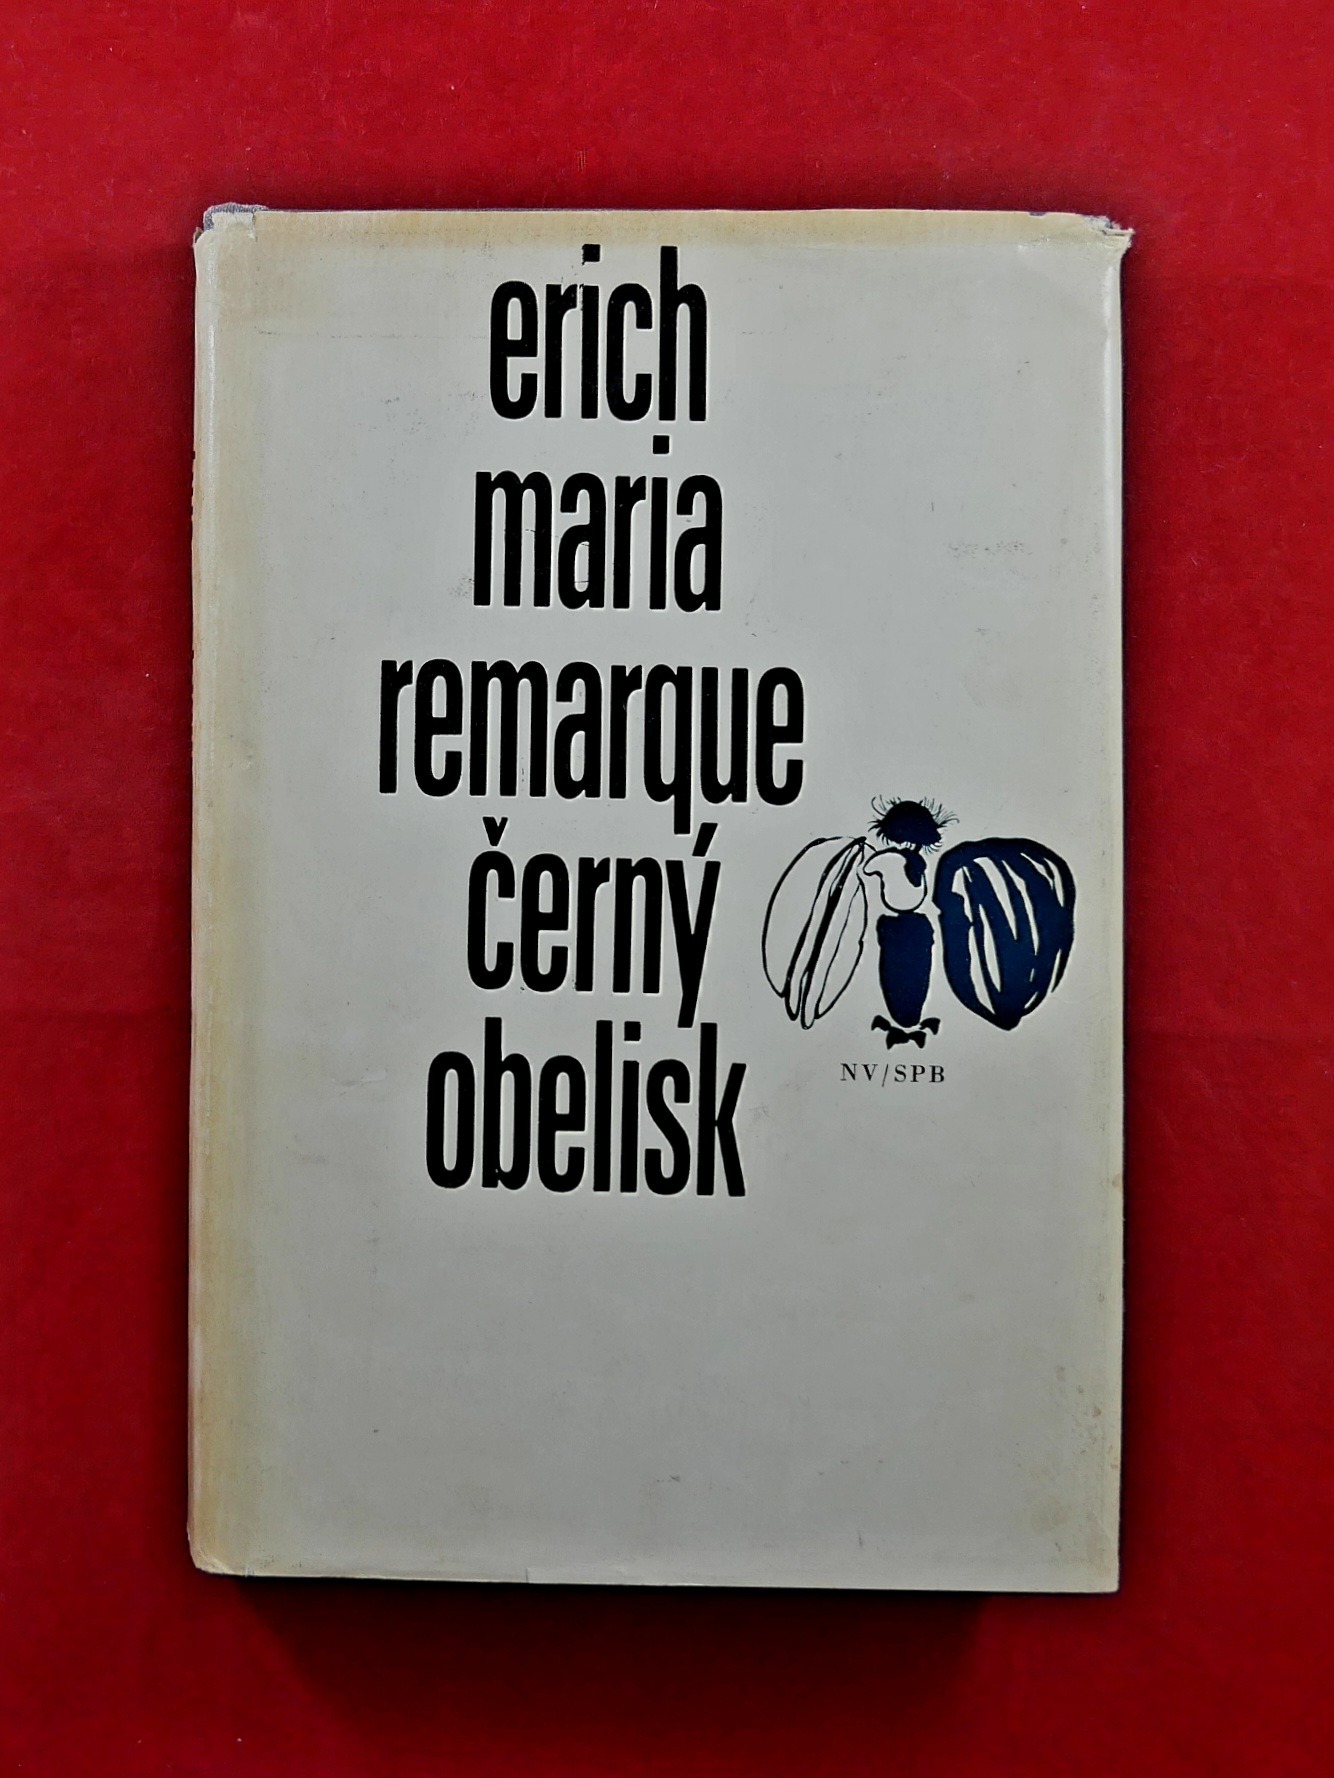 erich
maria
remarque
černý
obelisk
NV/SPB